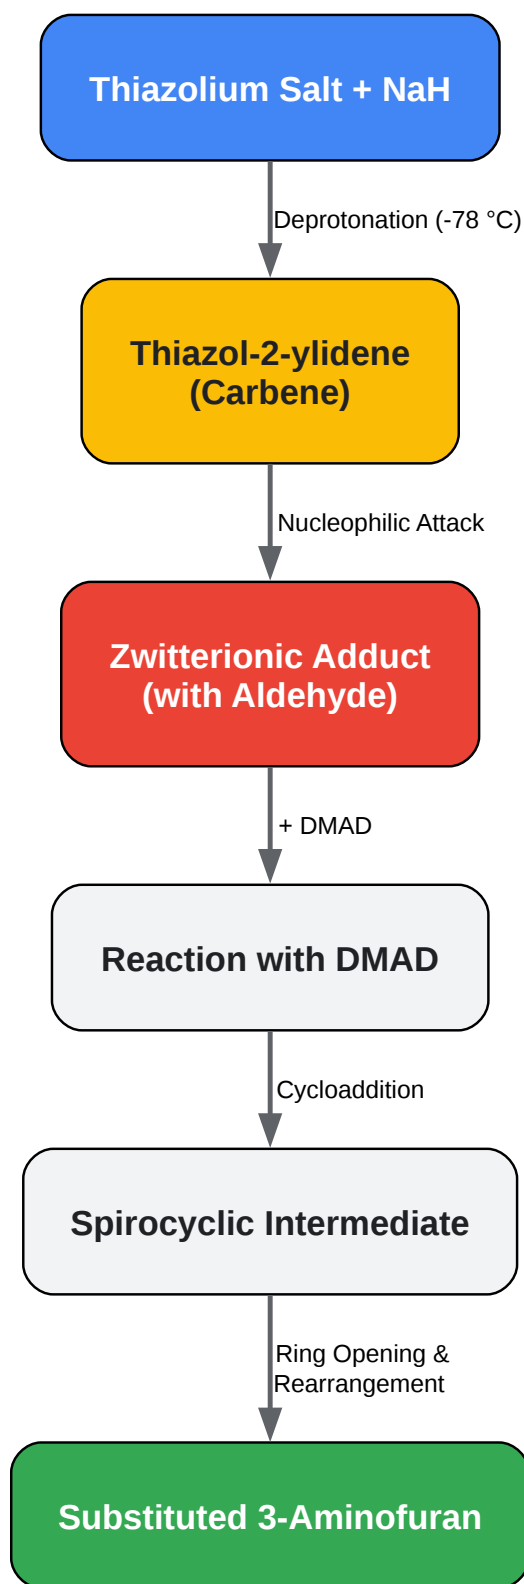 Thiazolium Salt + NaH
Deprotonation (-78 °C)
Thiazol-2-ylidene
(Carbene)
Nucleophilic Attack
Zwitterionic Adduct
(with Aldehyde)
+ DMAD
Reaction with DMAD
Cycloaddition
Spirocyclic Intermediate
Ring Opening &
Rearrangement
Substituted 3-Aminofuran